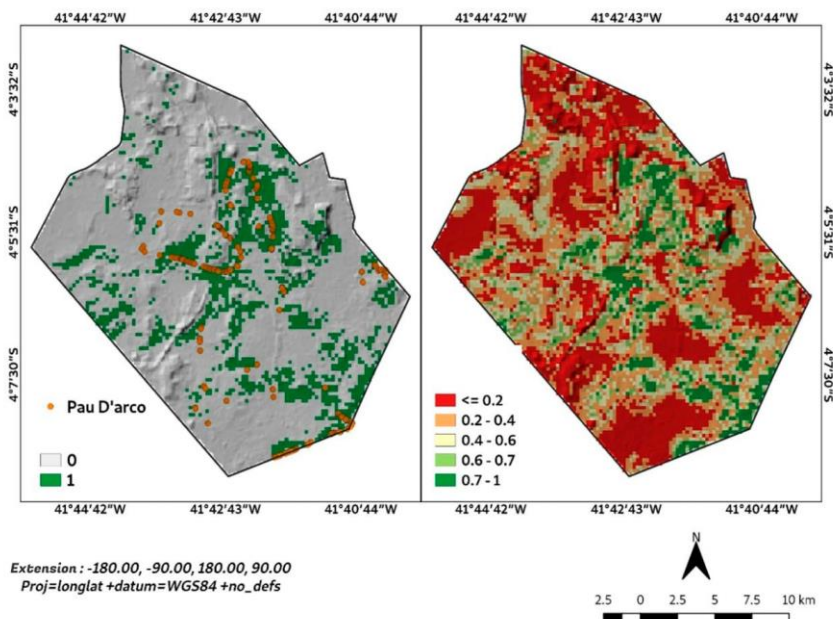 41°44′42″W 41°42′43″W 41°40′44″W 41°44′42″W 41°42′43″W 41°40′44″W
4°3′32″S
4°5′31″S
4°7′30″S
4°3′32″S
4°5′31″S
4°7′30″S
Pau D'arco
0
1
<= 0.2
0.2 - 0.4
0.4 - 0.6
0.6 - 0.7
0.7 - 1
41°44′42″W 41°42′43″W 41°40′44″W 41°44′42″W 41°42′43″W 41°40′44″W
Extension : -180.00, -90.00, 180.00, 90.00
Proj=longlat +datum=WGS84 +no_defs
N
2.5 0 2.5 5 7.5 10 km